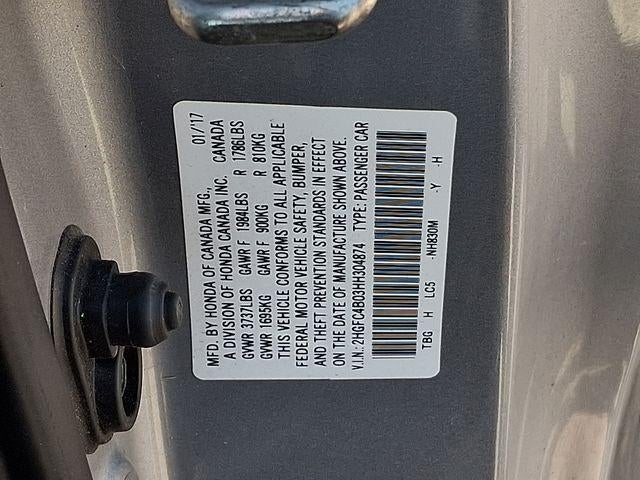 MFD. BY HONDA OF CANADA MFG., 01/'17
A DIVISION OF HONDA CANADA INC. CANADA
GVWR 3737LBS GAWR F 1984LBS R 1786LBS
GVWR 1695KG GAWR F 900KG R 810KG
THIS VEHICLE CONFORMS TO ALL APPLICABLE
FEDERAL MOTOR VEHICLE SAFETY, BUMPER,
AND THEFT PREVENTION STANDARDS IN EFFECT
ON THE DATE OF MANUFACTURE SHOWN ABOVE.
V.I.N.: 2HGFC4B03HH304874 TYPE: PASSENGER CAR
TBG H LC5 -NH830M -Y -H